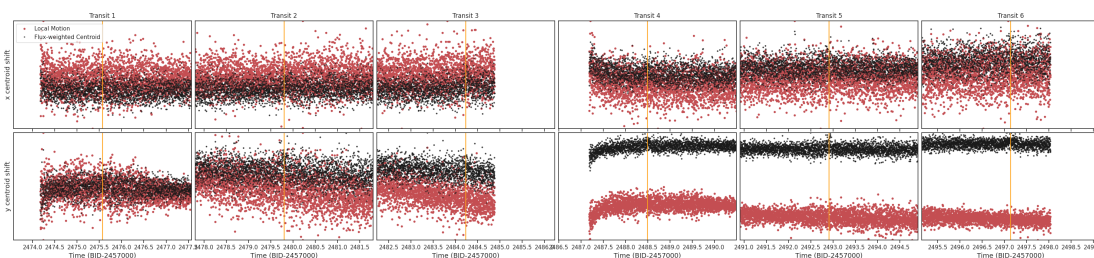 Transit 1
Transit 2
Transit 3
Transit 4
Transit 5
Transit 6
Local Motion
Flux-weighted Centroid
x centroid shift
y centroid shift
2474.0 2474.5 2475.0 2475.5 2476.0 2476.5 2477.0
2478.0 2478.5 2479.0 2479.5 2480.0 2480.5 2481.0 2481.5
2482.5 2483.0 2483.5 2484.0 2484.5 2485.0
2487.0 2487.5 2488.0 2488.5 2489.0 2489.5 2490.0
2491.5 2492.0 2492.5 2493.0 2493.5 2494.0 2494.5
2495.5 2496.0 2496.5 2497.0 2497.5 2498.0
Time (BJD-2457000)
Time (BJD-2457000)
Time (BJD-2457000)
Time (BJD-2457000)
Time (BJD-2457000)
Time (BJD-2457000)